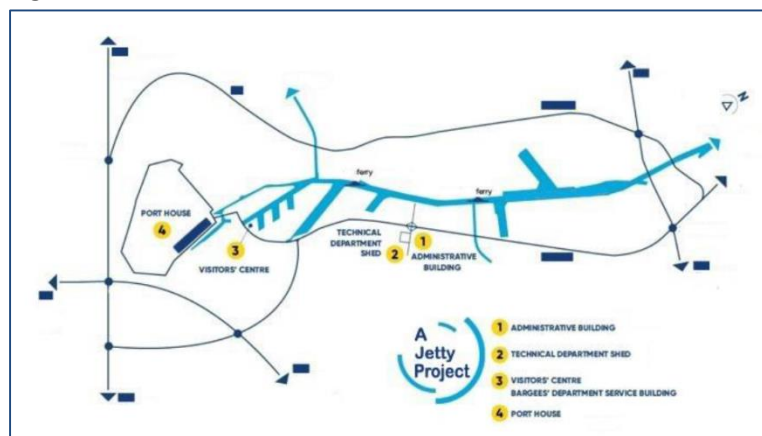 N
ferry
ferry
PORT HOUSE
4
3
VISITORS' CENTRE
TECHNICAL
DEPARTMENT
SHED
2
1
ADMINISTRATIVE
BUILDING
A
Jetty
Project
1 ADMINISTRATIVE BUILDING
2 TECHNICAL DEPARTMENT SHED
3 VISITORS' CENTRE
BARGEES' DEPARTMENT SERVICE BUILDING
4 PORT HOUSE